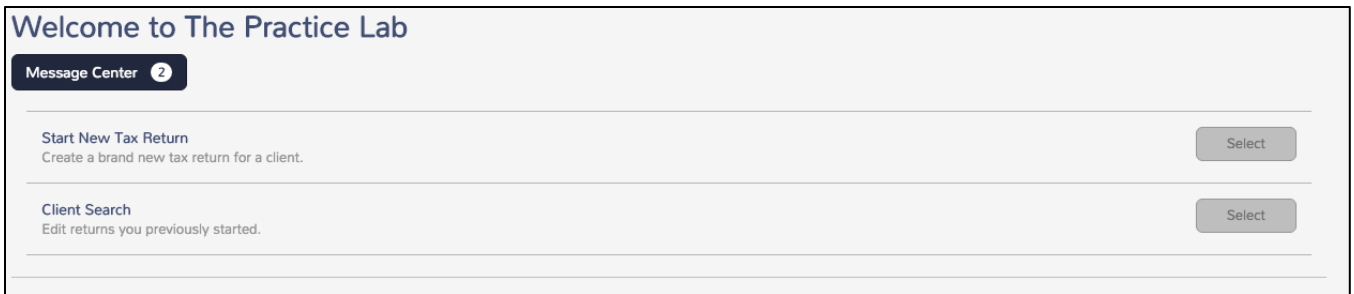 Welcome to The Practice Lab
Message Center 2
Start New Tax Return
Create a brand new tax return for a client.
Select
Client Search
Edit returns you previously started.
Select